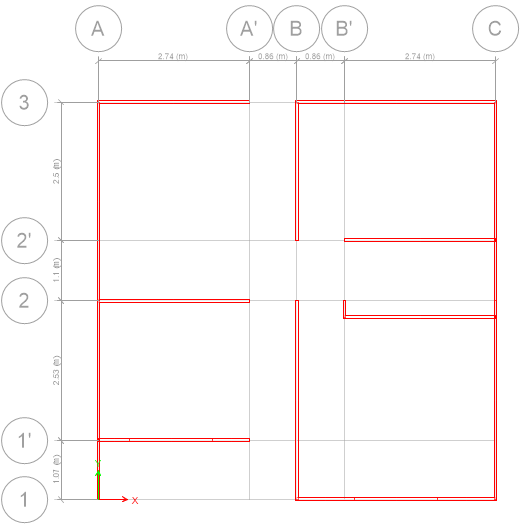 A A' B B' C
2.74 (m) 0.86 (m) 0.86 (m) 2.74 (m)
3
2.5 (m)
2'
1.1 (m)
2
2.53 (m)
1'
1.07 (m)
1
X